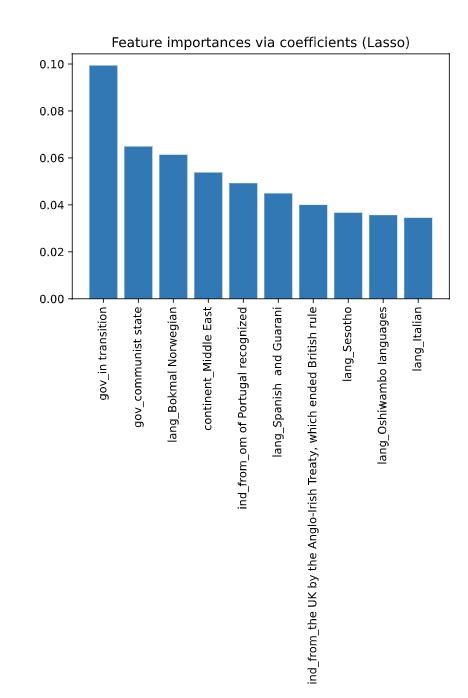 Feature importances via coefficients (Lasso)
0.10
0.08
0.06
0.04
0.02
0.00
gov_in transition
gov_communist state
lang_Bokmal Norwegian
continent_Middle East
ind_from_om of Portugal recognized
lang_Spanish  and Guarani
ind_from_the UK by the Anglo-Irish Treaty, which ended British rule
lang_Sesotho
lang_Oshiwambo languages
lang_Italian